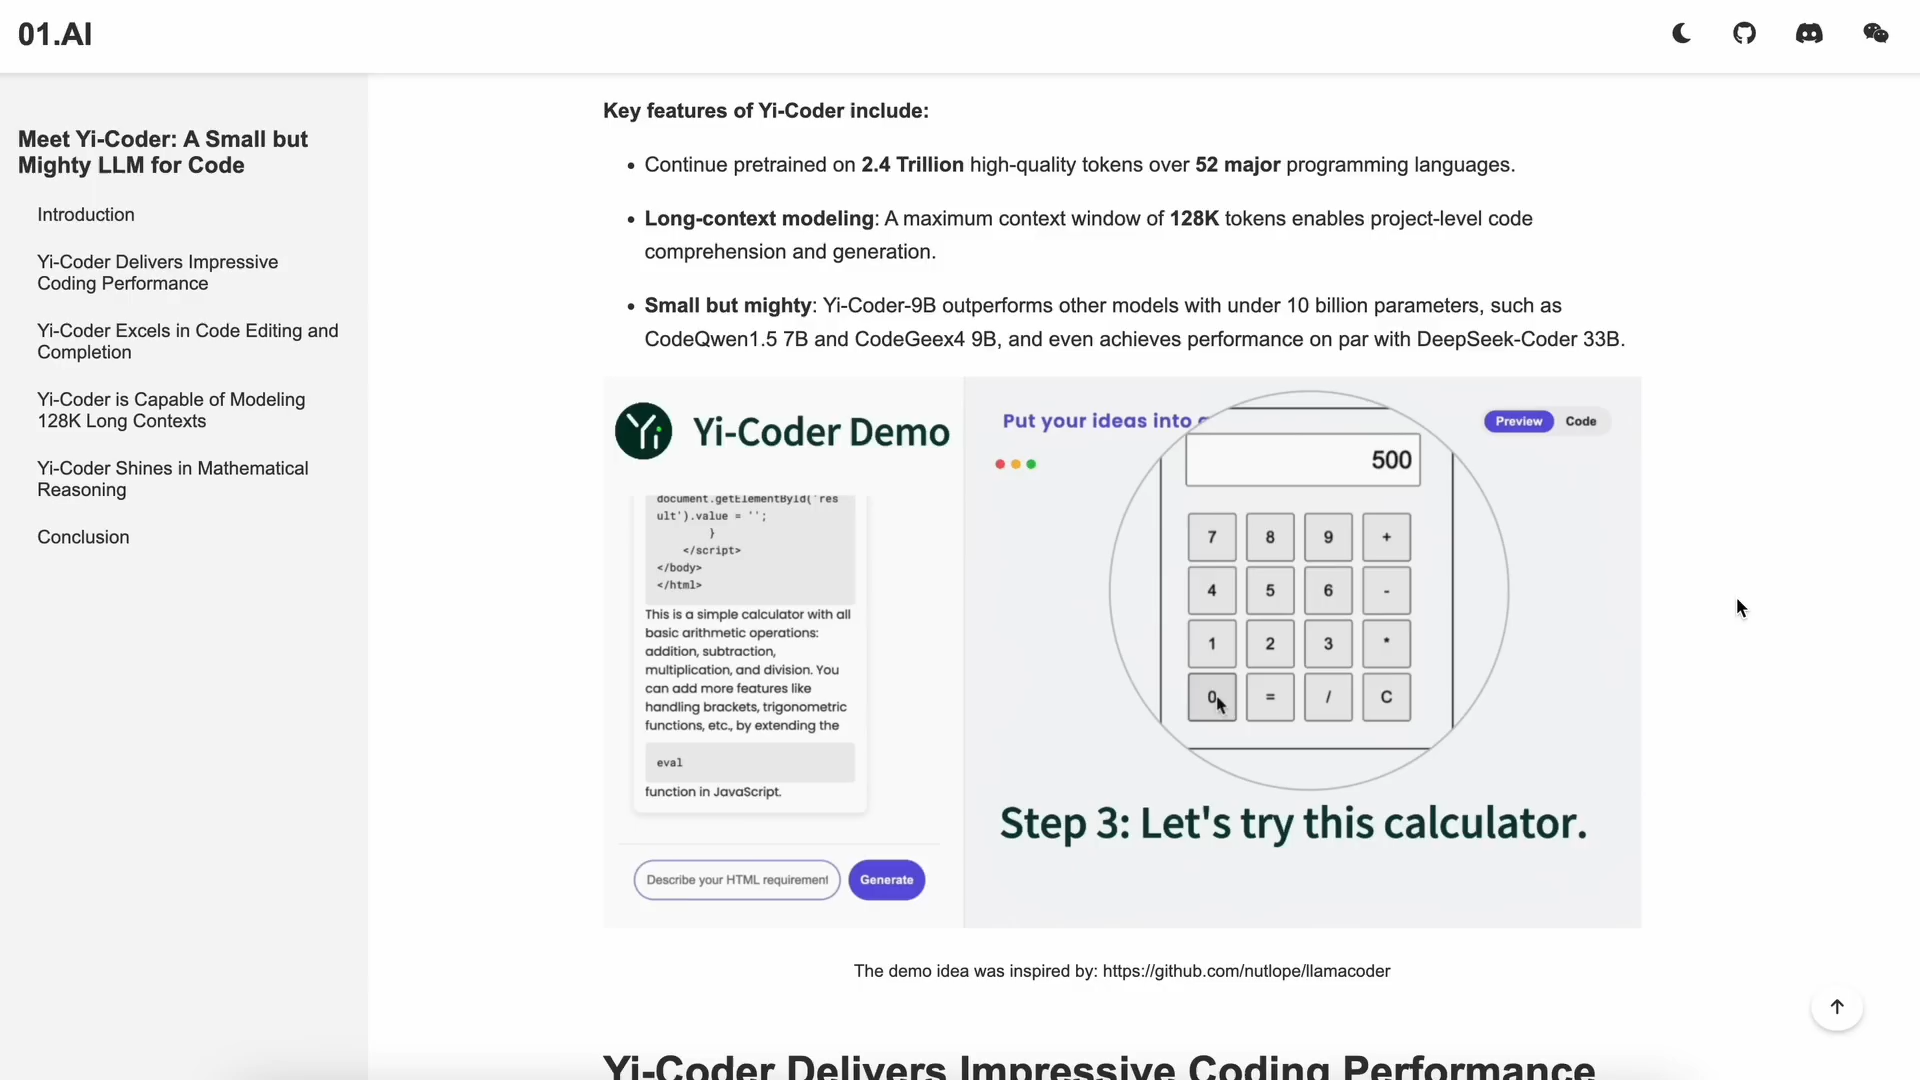 01.AI
Meet Yi-Coder: A Small but
Mighty LLM for Code
Introduction
Yi-Coder Delivers Impressive
Coding Performance
Yi-Coder Excels in Code Editing and
Completion
Yi-Coder is Capable of Modeling
128K Long Contexts
Yi-Coder Shines in Mathematical
Reasoning
Conclusion
Key features of Yi-Coder include:
• Continue pretrained on 2.4 Trillion high-quality tokens over 52 major programming languages.
• Long-context modeling: A maximum context window of 128K tokens enables project-level code
comprehension and generation.
• Small but mighty: Yi-Coder-9B outperforms other models with under 10 billion parameters, such as
CodeQwen1.5 7B and CodeGeex4 9B, and even achieves performance on par with DeepSeek-Coder 33B.
Yi
Yi-Coder Demo
document.getElementById('res
ult').value = '';
}
</script>
</body>
</html>
This is a simple calculator with all
basic arithmetic operations:
addition, subtraction,
multiplication, and division. You
can add more features like
handling brackets, trigonometric
functions, etc., by extending the
eval
function in JavaScript.
Describe your HTML requirement
Generate
Put your ideas into
Preview
Code
500
7 8 9 +
4 5 6 -
1 2 3 *
0 = / C
Step 3: Let's try this calculator.
The demo idea was inspired by: https://github.com/nutlope/llamacoder
Yi-Coder Delivers Impressive Coding Performance